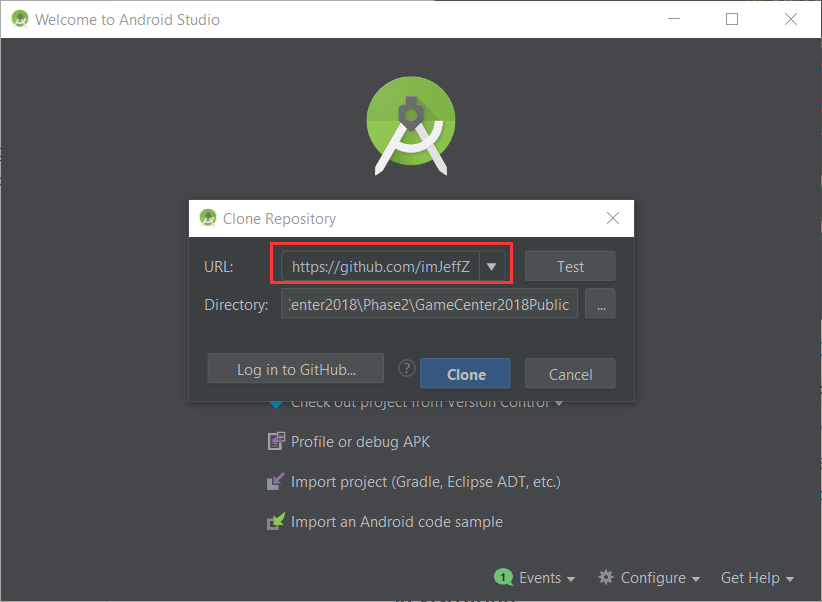 Welcome to Android Studio
Clone Repository
URL:
https://github.com/imJeffZ
Test
Directory:
Center2018\Phase2\GameCenter2018Public
...
Log in to GitHub...
?
Clone
Cancel
Check out project from Version Control
Profile or debug APK
Import project (Gradle, Eclipse ADT, etc.)
Import an Android code sample
1 Events
Configure
Get Help